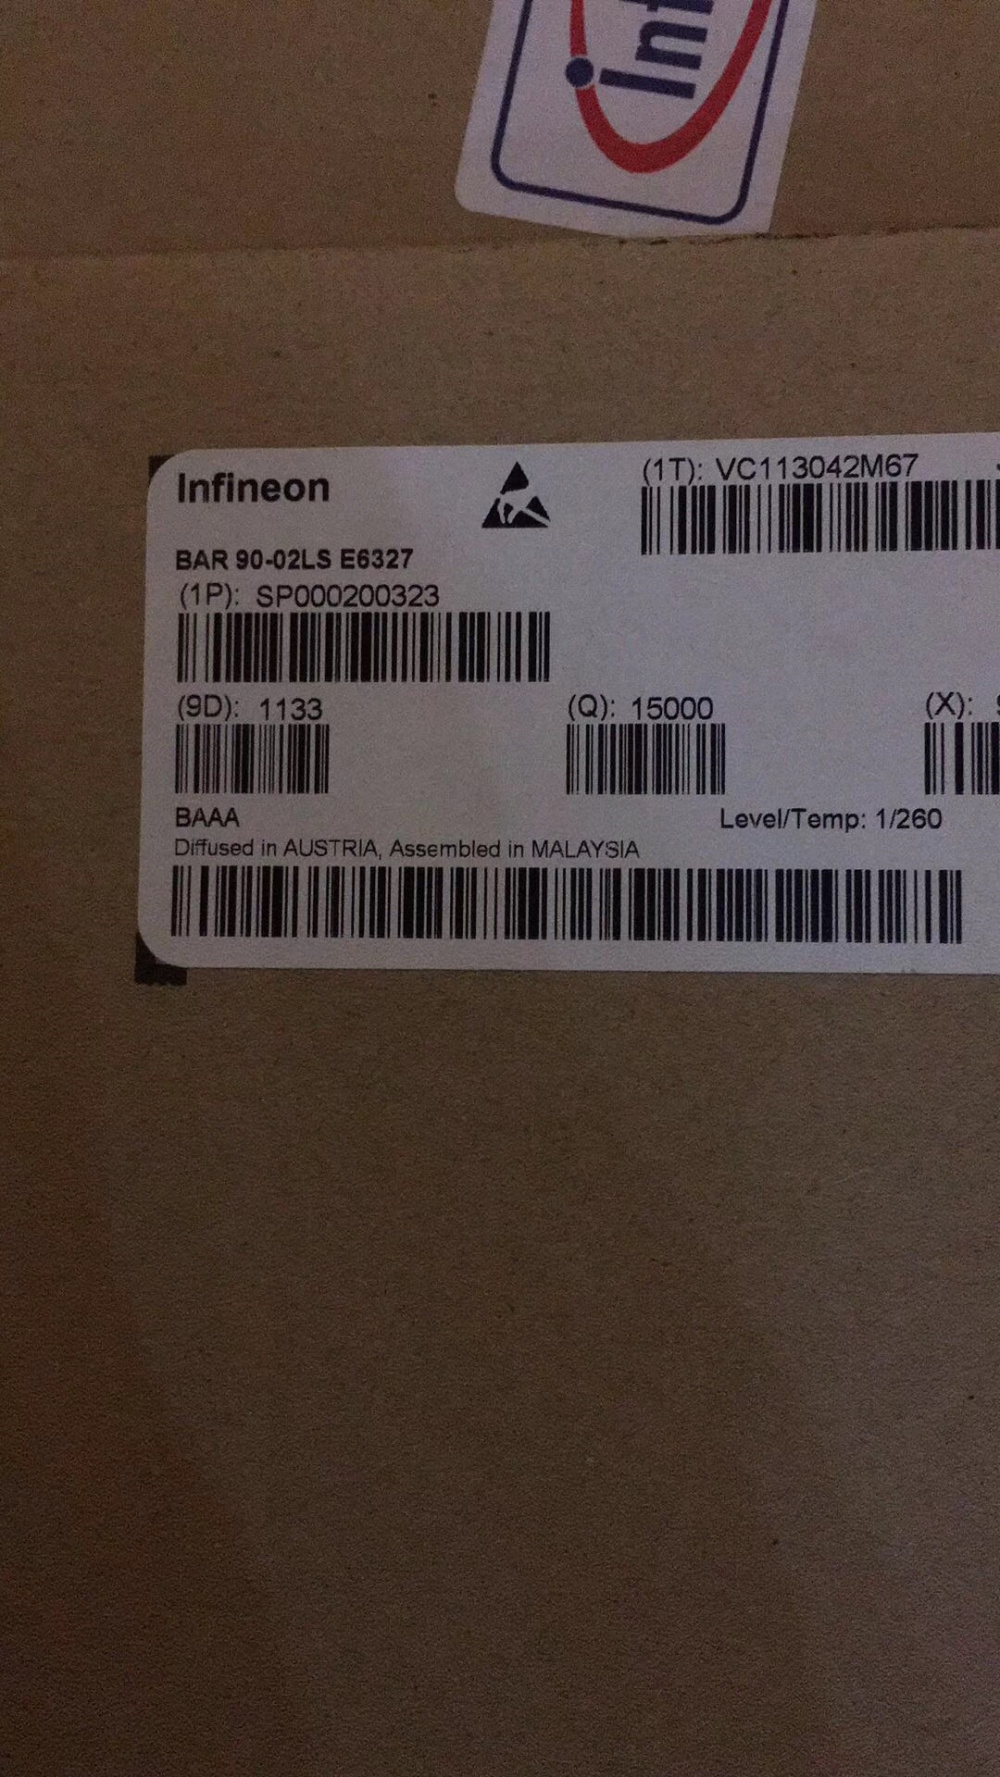 Infineon
(1T): VC113042M67
BAR 90-02LS E6327
(1P): SP000200323
(9D): 1133
(Q): 15000
(X):
BAAA
Level/Temp: 1/260
Diffused in AUSTRIA, Assembled in MALAYSIA